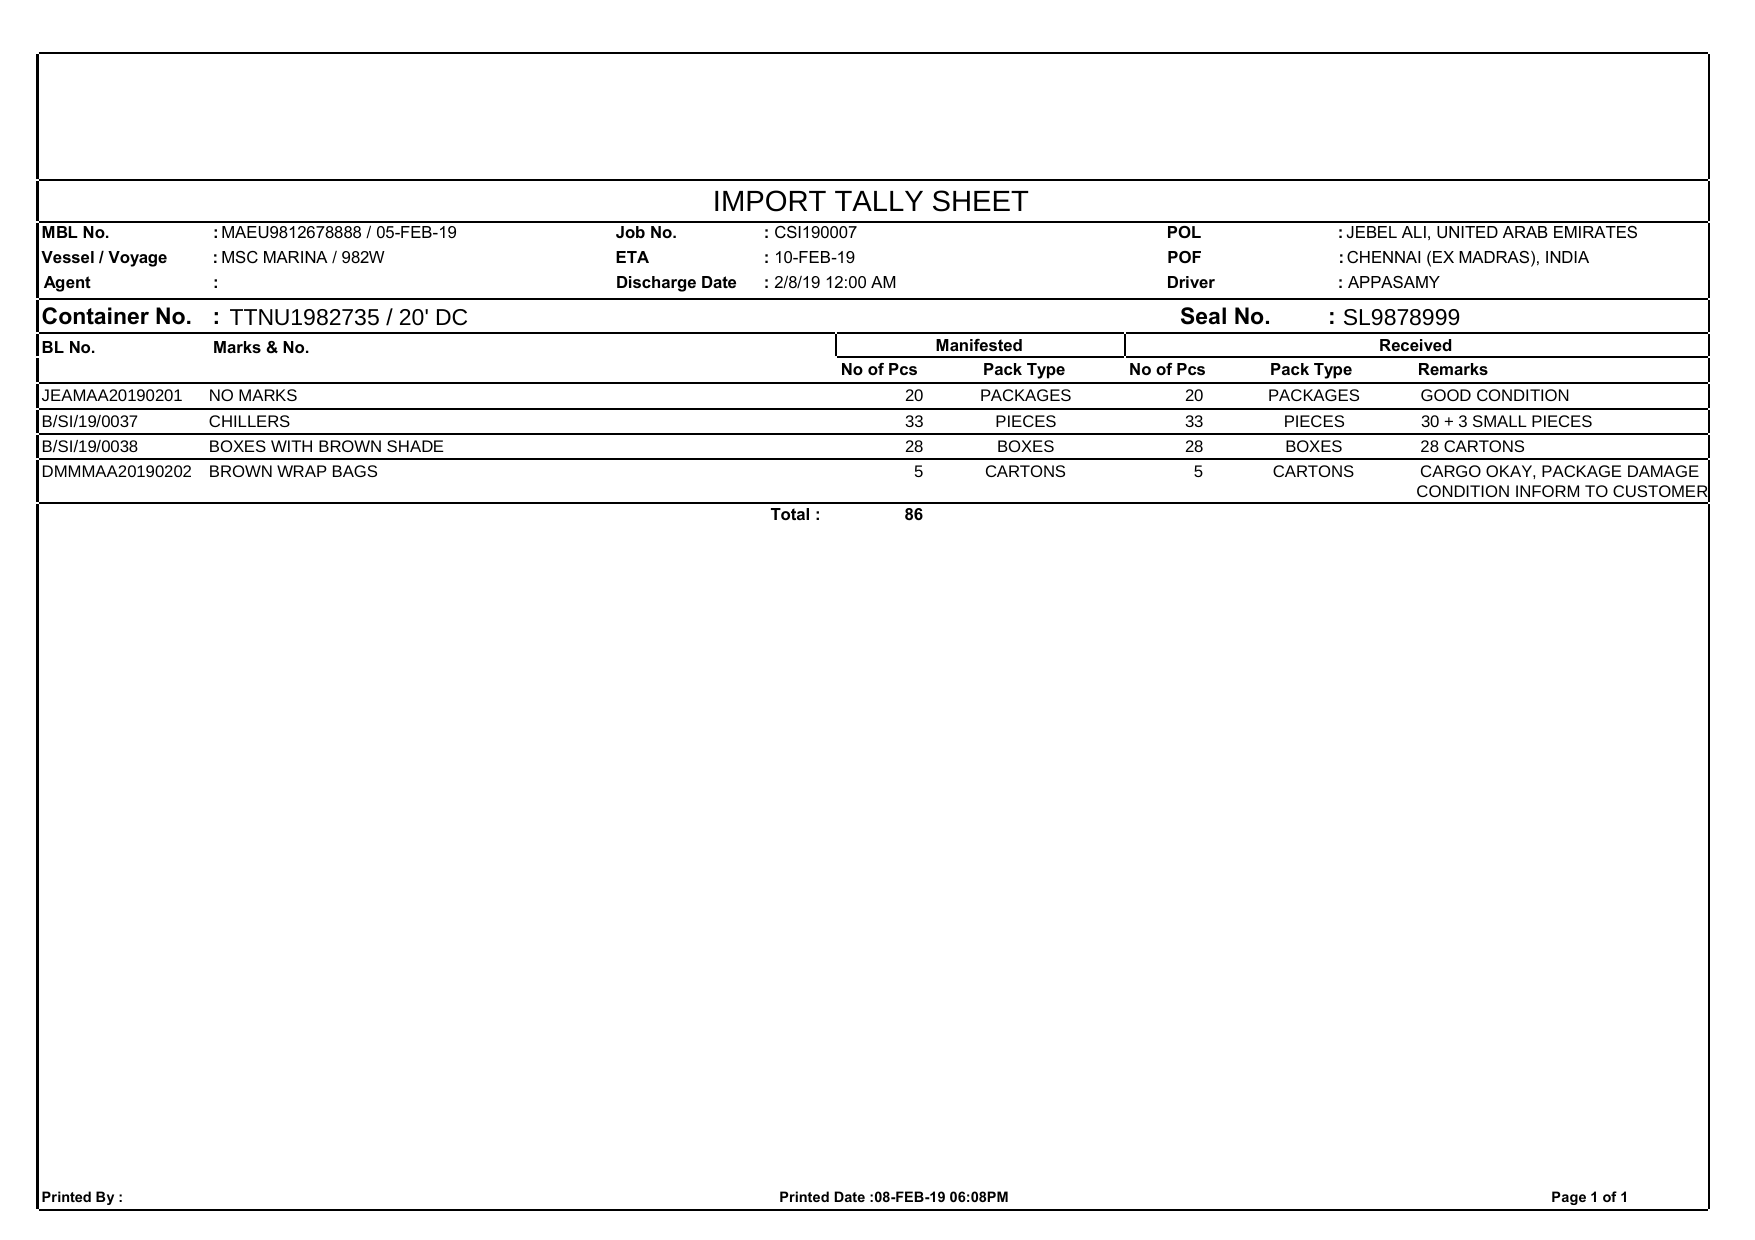 IMPORT TALLY SHEET
MBL No. : MAEU9812678888 / 05-FEB-19 Job No. : CSI190007 POL : JEBEL ALI, UNITED ARAB EMIRATES
Vessel / Voyage : MSC MARINA / 982W ETA : 10-FEB-19 POF : CHENNAI (EX MADRAS), INDIA
Agent : Discharge Date : 2/8/19 12:00 AM Driver : APPASAMY
Container No. : TTNU1982735 / 20' DC Seal No. : SL9878999
BL No. Marks & No. Manifested Received
No of Pcs Pack Type No of Pcs Pack Type Remarks
JEAMAA20190201 NO MARKS 20 PACKAGES 20 PACKAGES GOOD CONDITION
B/SI/19/0037 CHILLERS 33 PIECES 33 PIECES 30 + 3 SMALL PIECES
B/SI/19/0038 BOXES WITH BROWN SHADE 28 BOXES 28 BOXES 28 CARTONS
DMMMAA20190202 BROWN WRAP BAGS 5 CARTONS 5 CARTONS CARGO OKAY, PACKAGE DAMAGE
CONDITION INFORM TO CUSTOMER
Total : 86
Printed By : Printed Date :08-FEB-19 06:08PM Page 1 of 1